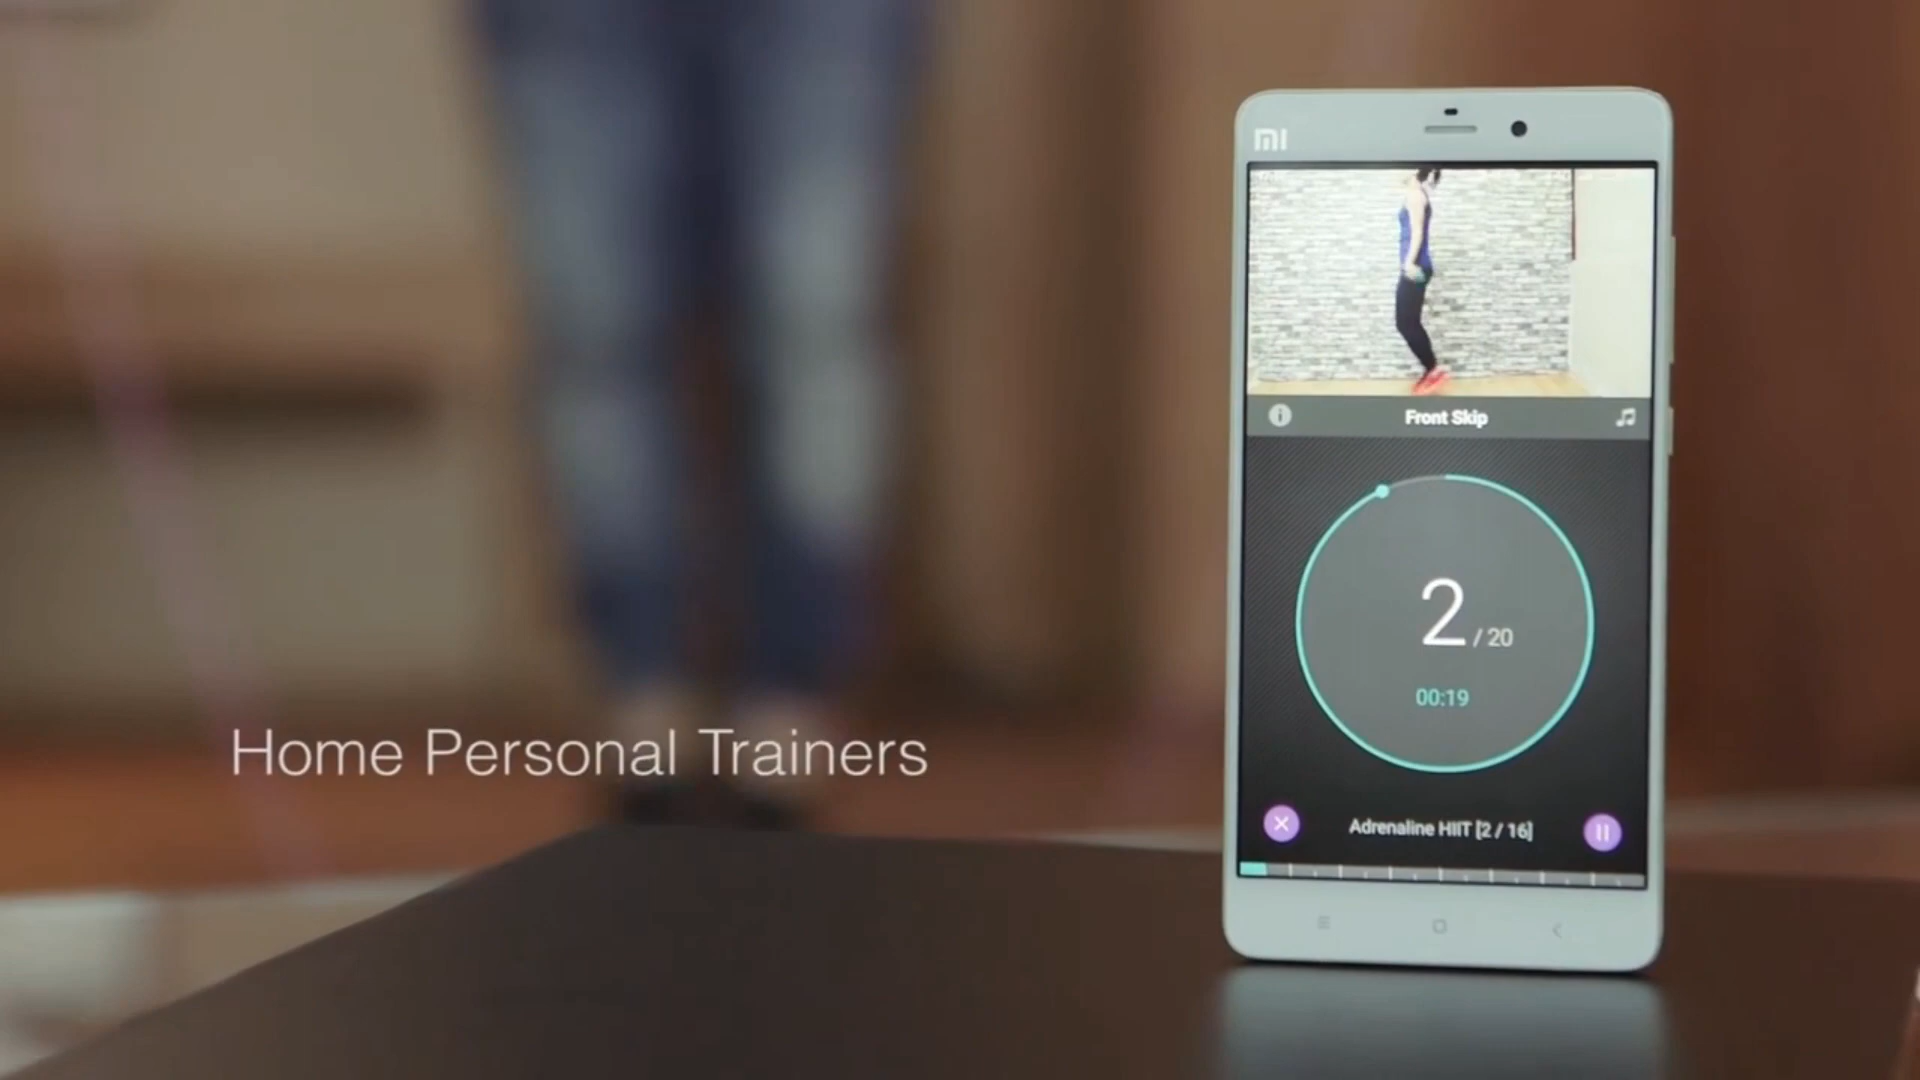 Home Personal Trainers
MI
Front Skip
2 / 20
00:19
Adrenaline HIIT [2 / 16]